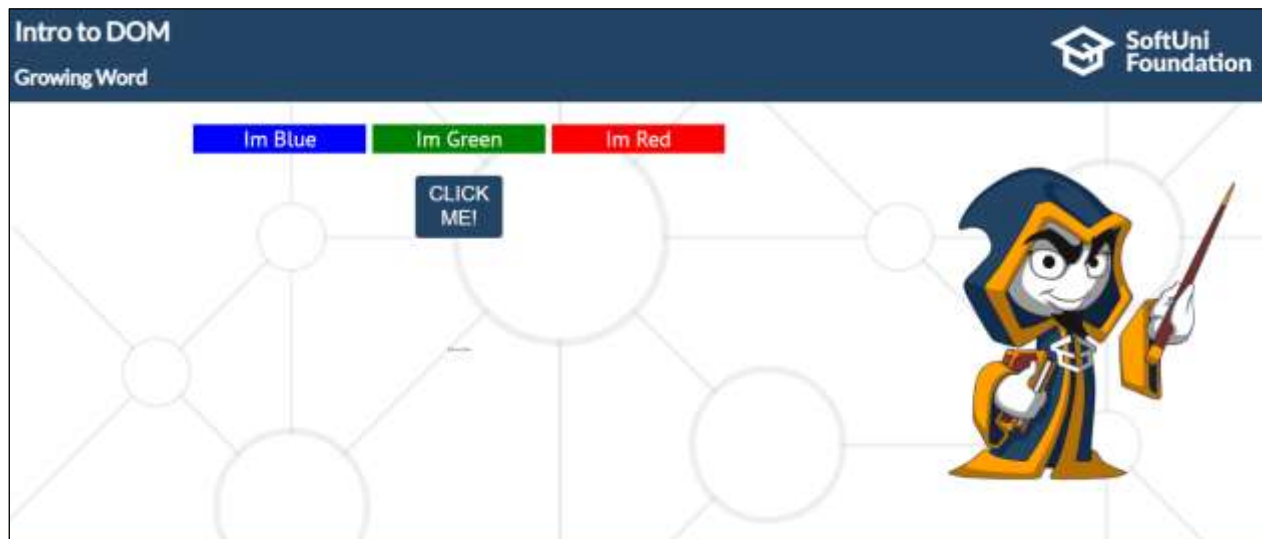 Intro to DOM
Growing Word
SoftUni
Foundation
Im Blue
Im Green
Im Red
CLICK
ME!